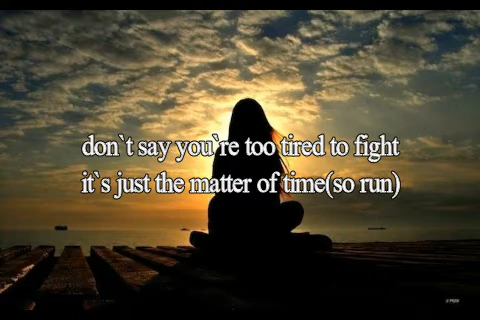 don`t say you`re too tired to fight
it`s just the matter of time(so run)